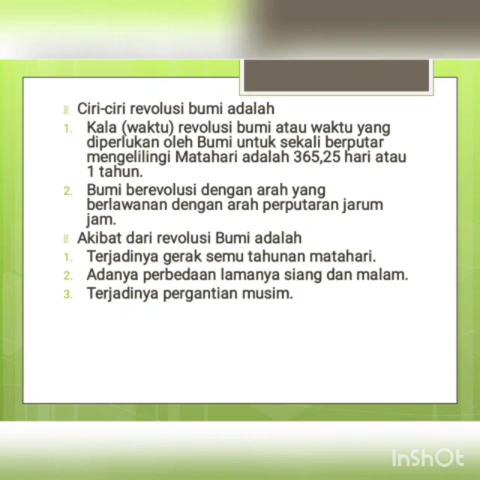 Ciri-ciri revolusi bumi adalah
1. Kala (waktu) revolusi bumi atau waktu yang
diperlukan oleh Bumi untuk sekali berputar
mengelilingi Matahari adalah 365,25 hari atau
1 tahun.
2. Bumi berevolusi dengan arah yang
berlawanan dengan arah perputaran jarum
jam.
Akibat dari revolusi Bumi adalah
1. Terjadinya gerak semu tahunan matahari.
2. Adanya perbedaan lamanya siang dan malam.
3. Terjadinya pergantian musim.
InShOt